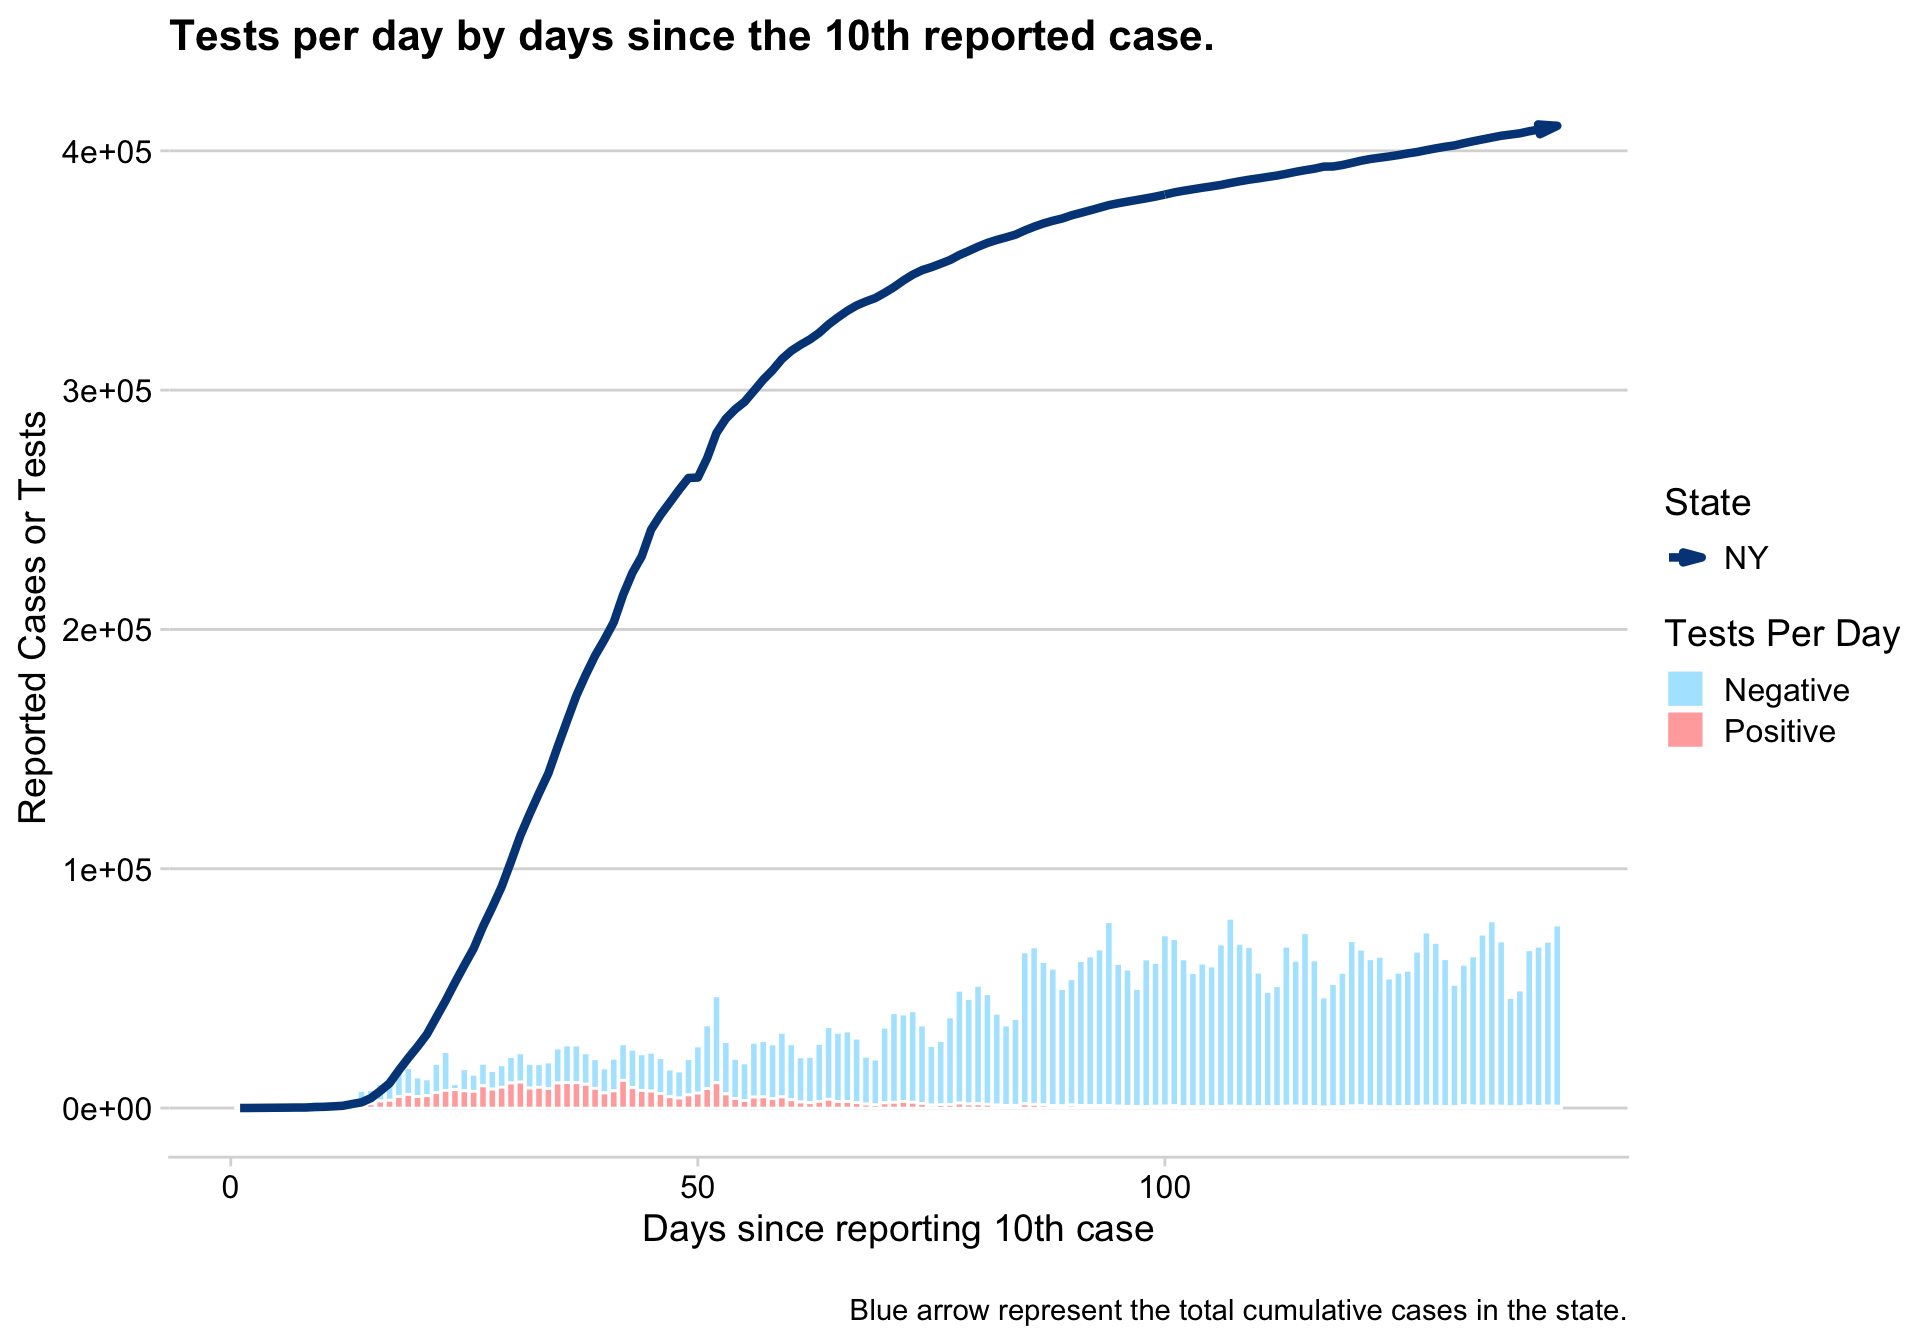 Tests per day by days since the 10th reported case.
4e+05
3e+05
2e+05
1e+05
0e+00
Reported Cases or Tests
0 50 100
Days since reporting 10th case
State
NY
Tests Per Day
Negative
Positive
Blue arrow represent the total cumulative cases in the state.